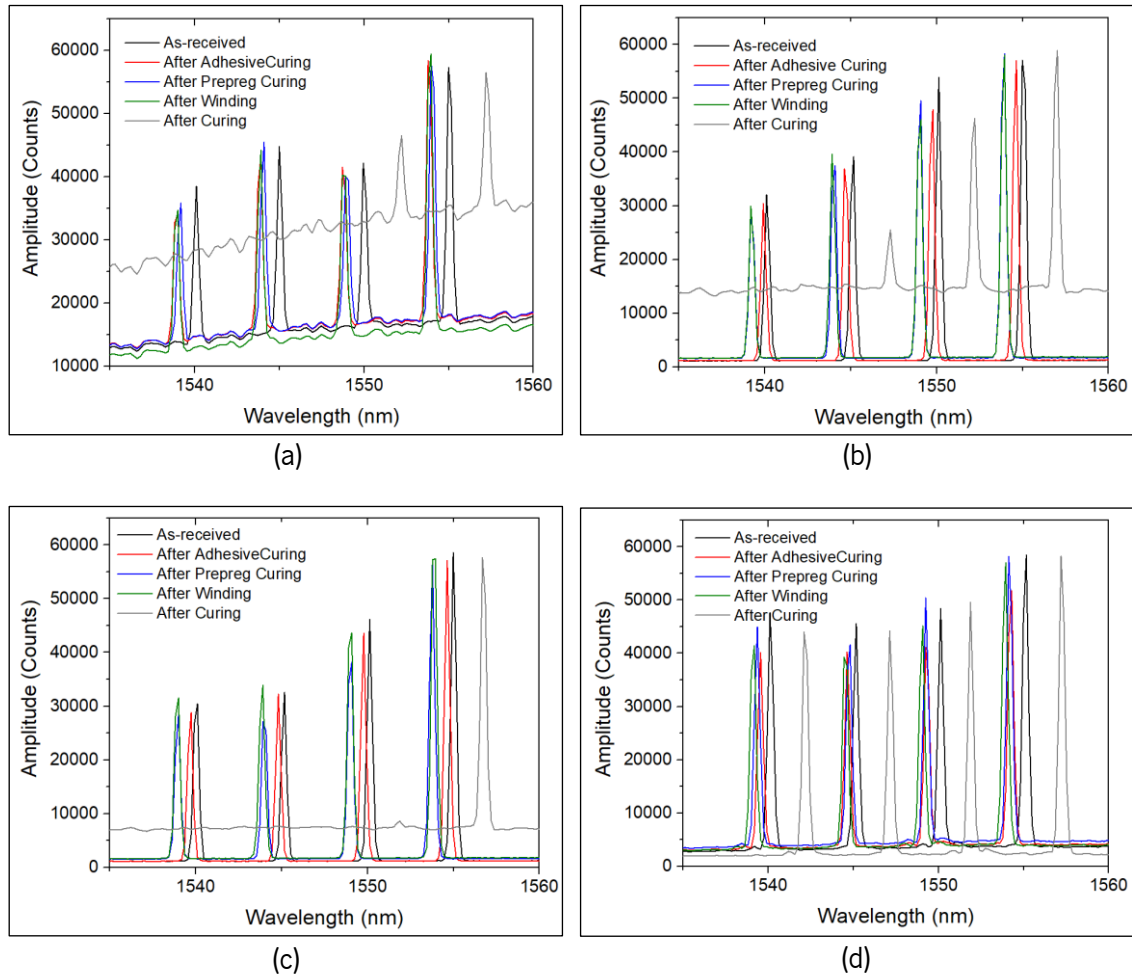 60000
50000
40000
30000
20000
10000
Amplitude (Counts)
As-received
After AdhesiveCuring
After Prepreg Curing
After Winding
After Curing
1540
1550
1560
Wavelength (nm)
(a)
60000
50000
40000
30000
20000
10000
0
Amplitude (Counts)
As-received
After Adhesive Curing
After Prepreg Curing
After Winding
After Curing
1540
1550
1560
Wavelength (nm)
(b)
60000
50000
40000
30000
20000
10000
0
Amplitude (Counts)
As-received
After AdhesiveCuring
After Prepreg Curing
After Winding
After Curing
1540
1550
1560
Wavelength (nm)
(c)
60000
50000
40000
30000
20000
10000
0
Amplitude (Counts)
As-received
After AdhesiveCuring
After Prepreg Curing
After Winding
After Curing
1540
1550
1560
Wavelength (nm)
(d)